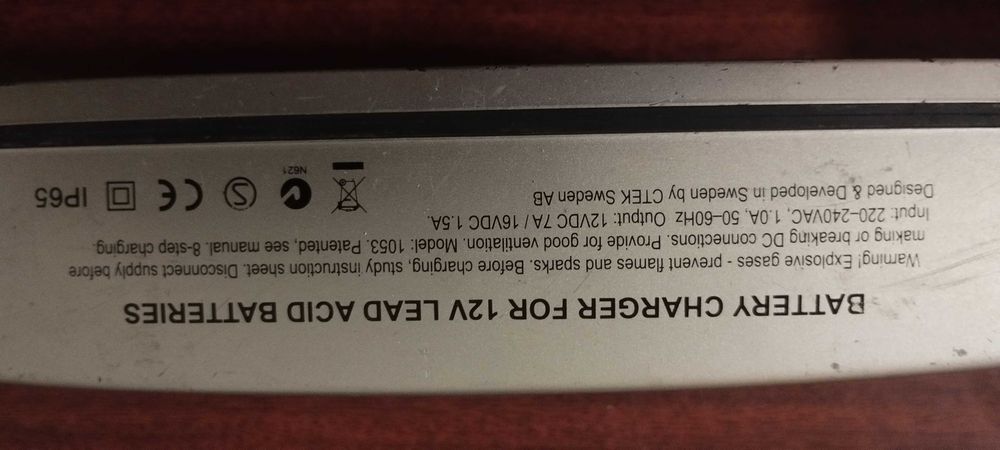 BATTERY CHARGER FOR 12V LEAD ACID BATTERIES
Warning! Explosive gases - prevent flames and sparks. Before charging, study instruction sheet. Disconnect supply before
making or breaking DC connections. Provide for good ventilation. Model: 1053. Patented, see manual. 8-step charging.
Input: 220-240VAC, 1.0A, 50-60Hz Output: 12VDC 7A / 16VDC 1.5A.
Designed & Developed in Sweden by CTEK Sweden AB
N621
S
CE
IP65